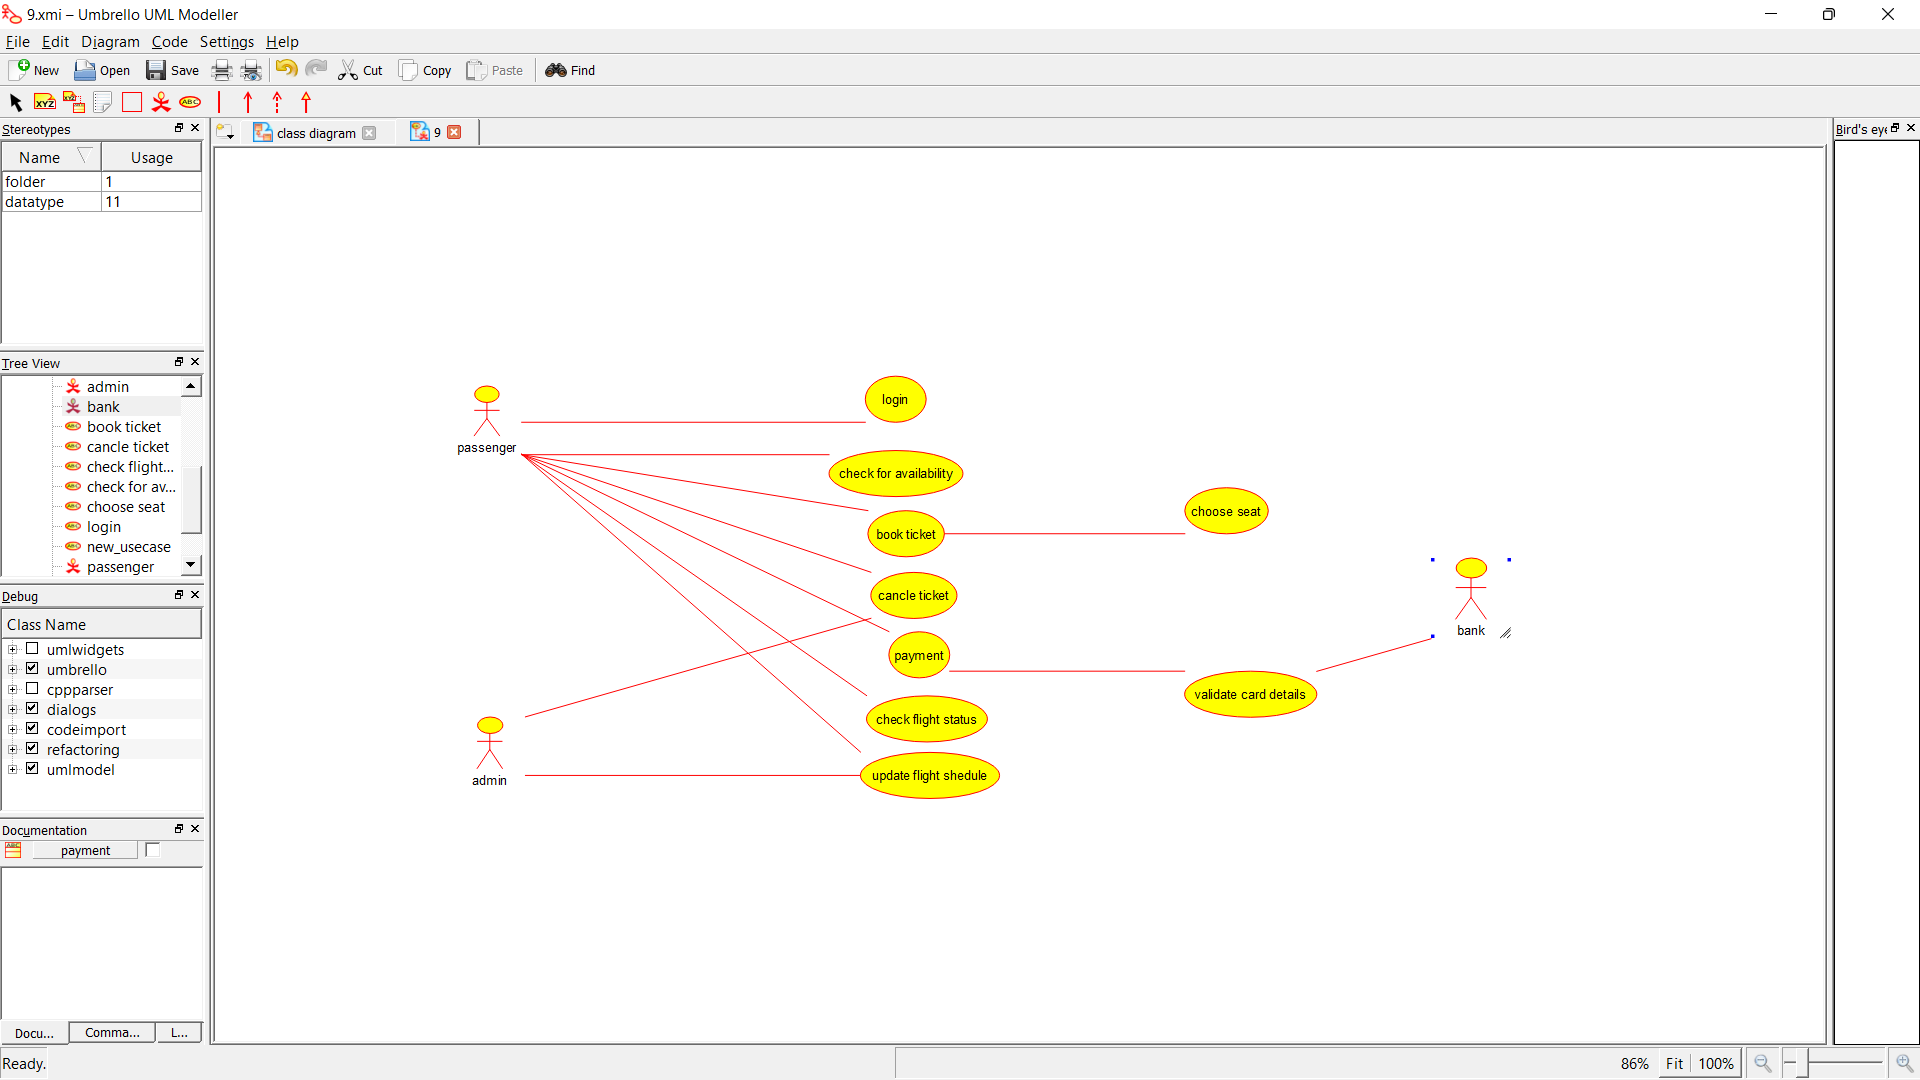 9.xmi – Umbrello UML Modeller
File Edit Diagram Code Settings Help
New Open Save Cut Copy Paste Find
XYZ XYZ ABC
Stereotypes
Name Usage
folder 1
datatype 11
Tree View
admin
bank
book ticket
cancle ticket
check flight...
check for av...
choose seat
login
new_usecase
passenger
Debug
Class Name
umlwidgets
umbrello
cppparser
dialogs
codeimport
refactoring
umlmodel
Documentation
payment
Docu... Comma... L...
class diagram 9
passenger
login
check for availability
book ticket
choose seat
cancle ticket
bank
payment
validate card details
check flight status
admin
update flight shedule
Bird's eye
Ready.
86% Fit 100%